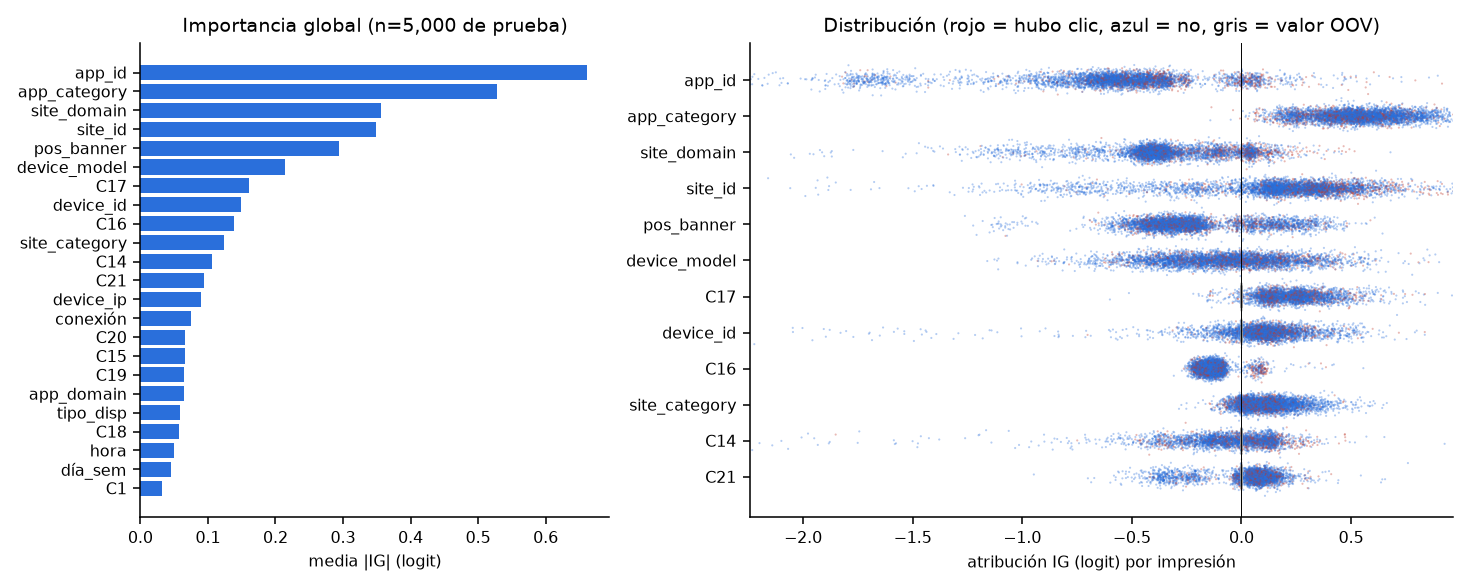 Importancia global (n=5,000 de prueba)
app_id
app_category
site_domain
site_id
pos_banner
device_model
C17
device_id
C16
site_category
C14
C21
device_ip
conexión
C20
C15
C19
app_domain
tipo_disp
C18
hora
día_sem
C1
0.0 0.1 0.2 0.3 0.4 0.5 0.6
media |IG| (logit)
Distribución (rojo = hubo clic, azul = no, gris = valor OOV)
app_id
app_category
site_domain
site_id
pos_banner
device_model
C17
device_id
C16
site_category
C14
C21
−2.0 −1.5 −1.0 −0.5 0.0 0.5
atribución IG (logit) por impresión